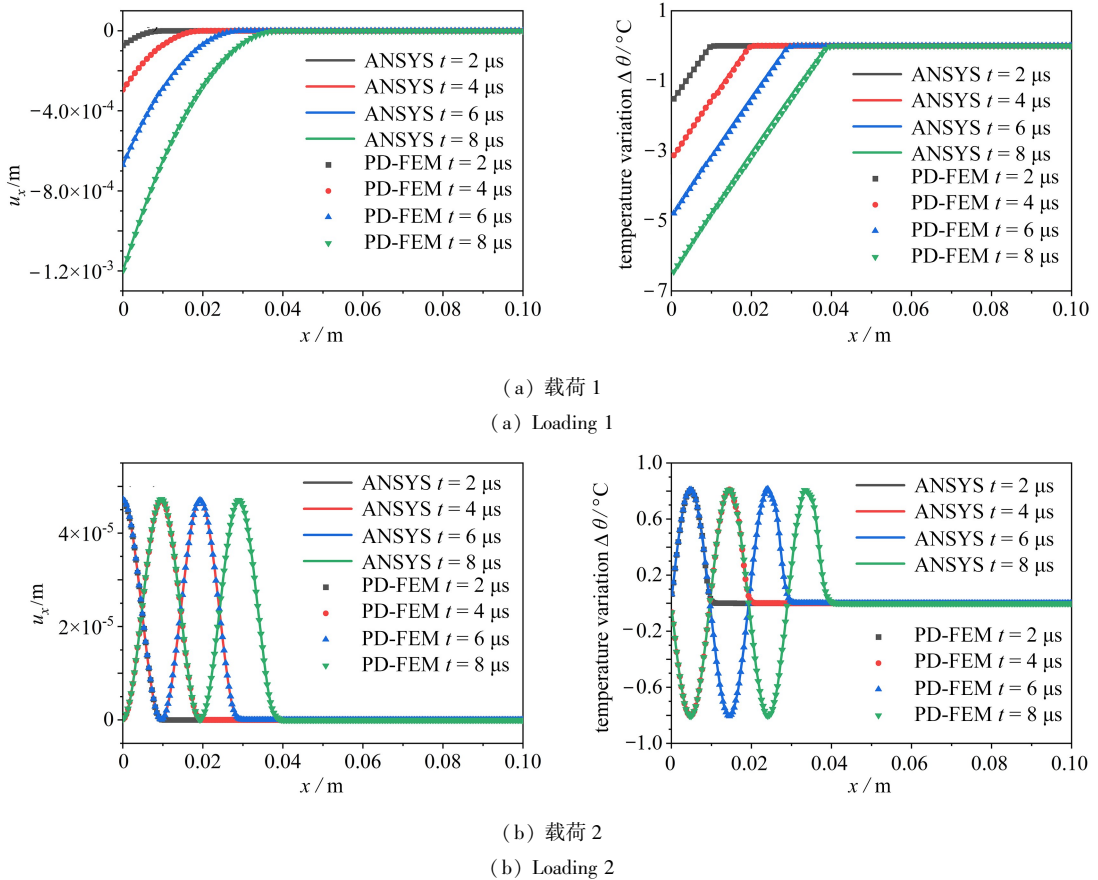 0
−4.0×10⁻⁴
−8.0×10⁻⁴
−1.2×10⁻³
uₓ/m
ANSYS t = 2 μs
ANSYS t = 4 μs
ANSYS t = 6 μs
ANSYS t = 8 μs
PD-FEM t = 2 μs
PD-FEM t = 4 μs
PD-FEM t = 6 μs
PD-FEM t = 8 μs
0 0.02 0.04 0.06 0.08 0.10
x / m
−1
−3
−5
−7
temperature variation Δθ/°C
ANSYS t = 2 μs
ANSYS t = 4 μs
ANSYS t = 6 μs
ANSYS t = 8 μs
PD-FEM t = 2 μs
PD-FEM t = 4 μs
PD-FEM t = 6 μs
PD-FEM t = 8 μs
0 0.02 0.04 0.06 0.08 0.10
x / m
(a) 载荷 1
(a) Loading 1
4×10⁻⁵
2×10⁻⁵
0
uₓ/m
ANSYS t = 2 μs
ANSYS t = 4 μs
ANSYS t = 6 μs
ANSYS t = 8 μs
PD-FEM t = 2 μs
PD-FEM t = 4 μs
PD-FEM t = 6 μs
PD-FEM t = 8 μs
0 0.02 0.04 0.06 0.08 0.10
x / m
1.0
0.6
0.2
−0.2
−0.6
−1.0
temperature variation Δθ/°C
ANSYS t = 2 μs
ANSYS t = 4 μs
ANSYS t = 6 μs
ANSYS t = 8 μs
PD-FEM t = 2 μs
PD-FEM t = 4 μs
PD-FEM t = 6 μs
PD-FEM t = 8 μs
0 0.02 0.04 0.06 0.08 0.10
x / m
(b) 载荷 2
(b) Loading 2